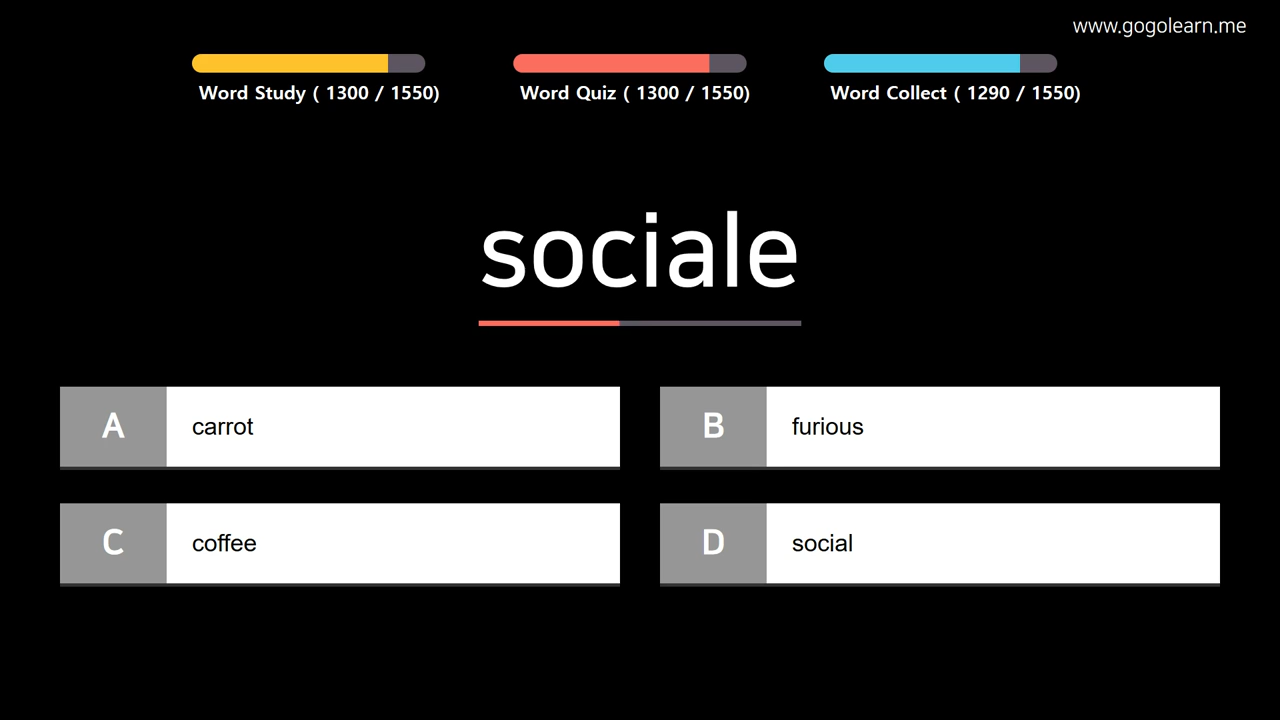 www.gogolearn.me
Word Study ( 1300 / 1550)
Word Quiz ( 1300 / 1550)
Word Collect ( 1290 / 1550)
sociale
A carrot
B furious
C coffee
D social